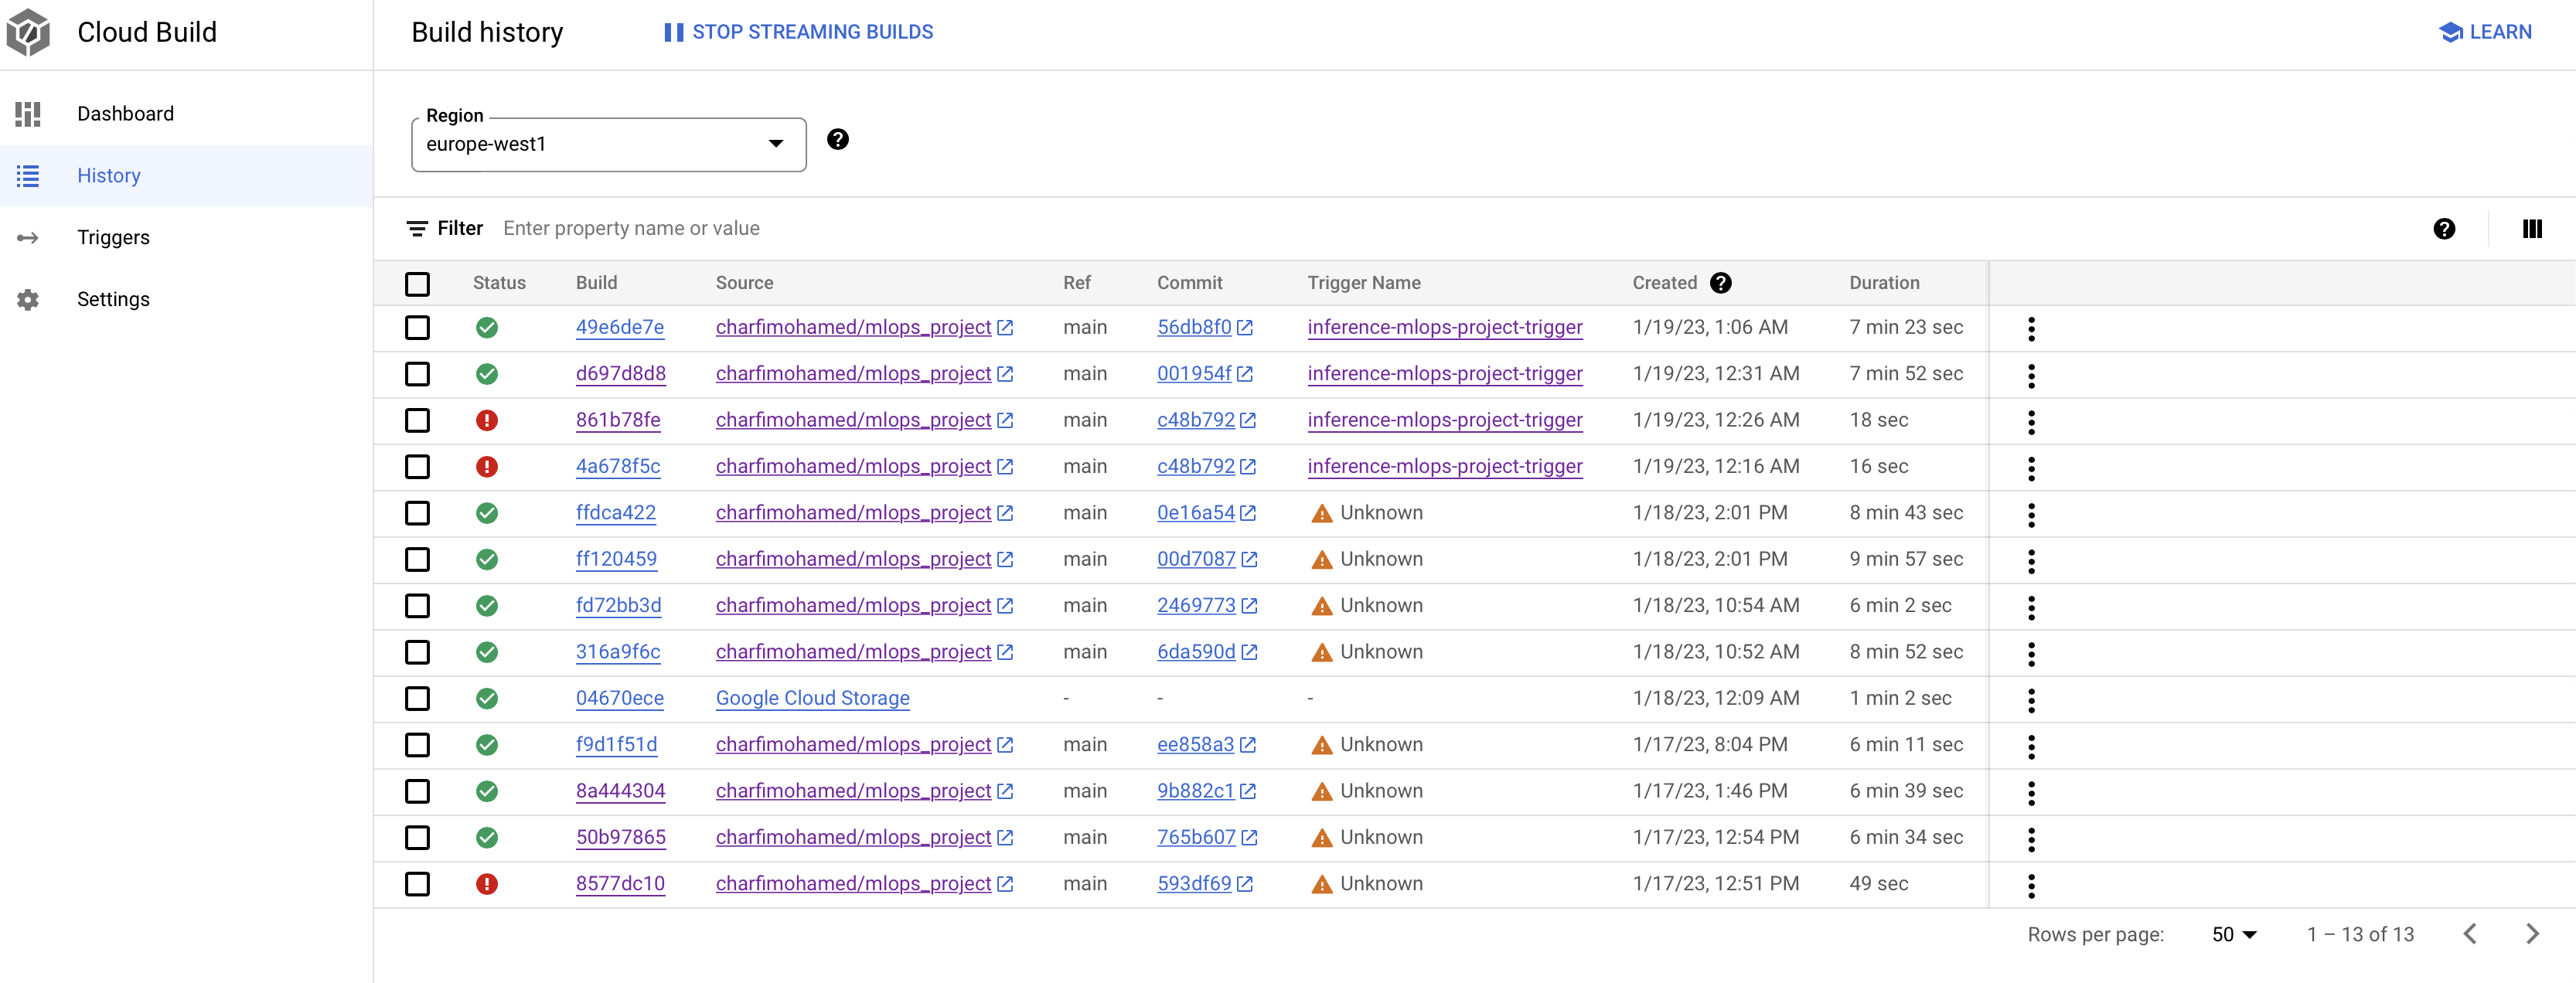 Cloud Build
Build history
STOP STREAMING BUILDS
LEARN
Dashboard
History
Triggers
Settings
Region
europe-west1
Filter Enter property name or value
Status Build Source Ref Commit Trigger Name Created Duration
49e6de7e charfimohamed/mlops_project main 56db8f0 inference-mlops-project-trigger 1/19/23, 1:06 AM 7 min 23 sec
d697d8d8 charfimohamed/mlops_project main 001954f inference-mlops-project-trigger 1/19/23, 12:31 AM 7 min 52 sec
861b78fe charfimohamed/mlops_project main c48b792 inference-mlops-project-trigger 1/19/23, 12:26 AM 18 sec
4a678f5c charfimohamed/mlops_project main c48b792 inference-mlops-project-trigger 1/19/23, 12:16 AM 16 sec
ffdca422 charfimohamed/mlops_project main 0e16a54 Unknown 1/18/23, 2:01 PM 8 min 43 sec
ff120459 charfimohamed/mlops_project main 00d7087 Unknown 1/18/23, 2:01 PM 9 min 57 sec
fd72bb3d charfimohamed/mlops_project main 2469773 Unknown 1/18/23, 10:54 AM 6 min 2 sec
316a9f6c charfimohamed/mlops_project main 6da590d Unknown 1/18/23, 10:52 AM 8 min 52 sec
04670ece Google Cloud Storage - - - 1/18/23, 12:09 AM 1 min 2 sec
f9d1f51d charfimohamed/mlops_project main ee858a3 Unknown 1/17/23, 8:04 PM 6 min 11 sec
8a444304 charfimohamed/mlops_project main 9b882c1 Unknown 1/17/23, 1:46 PM 6 min 39 sec
50b97865 charfimohamed/mlops_project main 765b607 Unknown 1/17/23, 12:54 PM 6 min 34 sec
8577dc10 charfimohamed/mlops_project main 593df69 Unknown 1/17/23, 12:51 PM 49 sec
Rows per page: 50 1 – 13 of 13